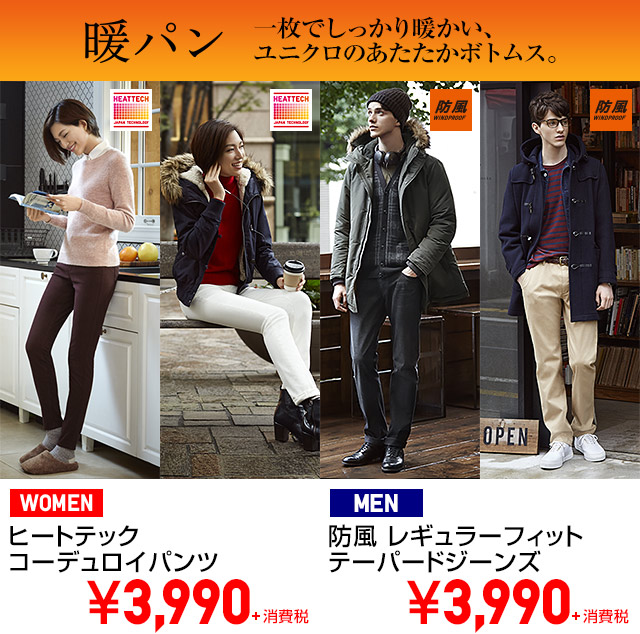 暖パン
一枚でしっかり暖かい、
ユニクロのあたたかボトムス。
HEATTECH
JAPAN TECHNOLOGY
HEATTECH
JAPAN TECHNOLOGY
防風
WINDPROOF
防風
WINDPROOF
OPEN
WOMEN
ヒートテック
コーデュロイパンツ
¥3,990+消費税
MEN
防風 レギュラーフィット
テーパードジーンズ
¥3,990+消費税